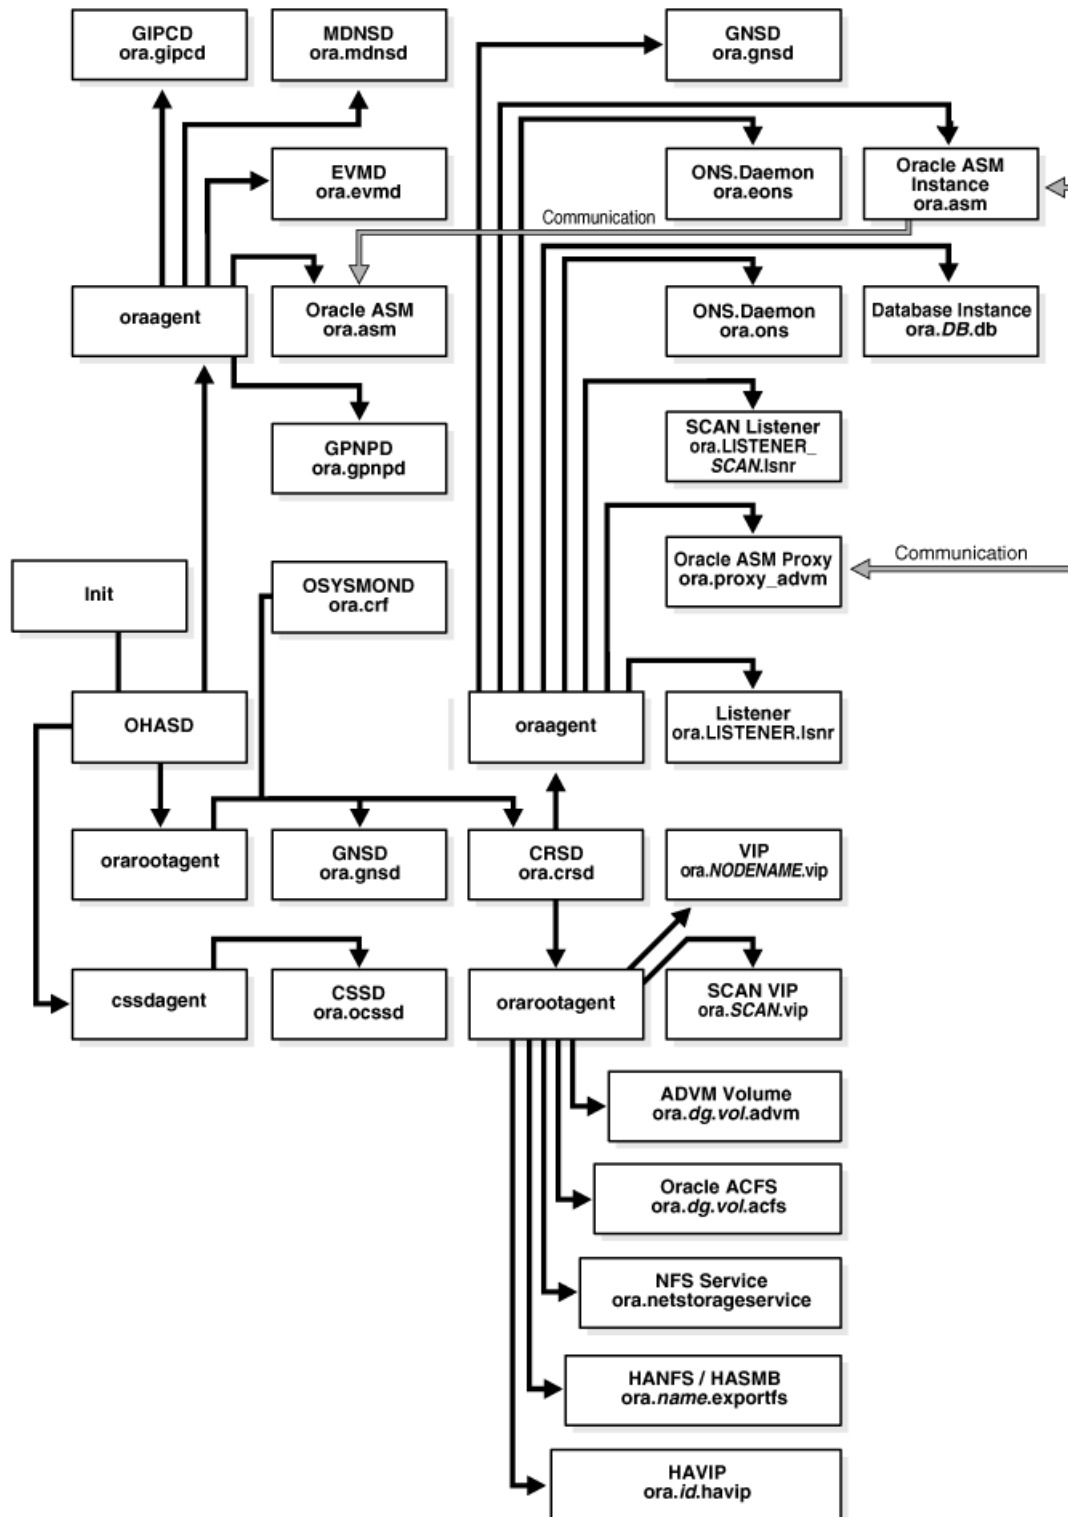 GIPCD
ora.gipcd
MDNSD
ora.mdnsd
GNSD
ora.gnsd
EVMD
ora.evmd
ONS.Daemon
ora.eons
Oracle ASM
Instance
ora.asm
Communication
oraagent
Oracle ASM
ora.asm
ONS.Daemon
ora.ons
Database Instance
ora.DB.db
GPNPD
ora.gpnpd
SCAN Listener
ora.LISTENER_
SCAN.lsnr
Oracle ASM Proxy
ora.proxy_advm
Communication
Init
OSYSMOND
ora.crf
OHASD
oraagent
Listener
ora.LISTENER.lsnr
orarootagent
GNSD
ora.gnsd
CRSD
ora.crsd
VIP
ora.NODENAME.vip
cssdagent
CSSD
ora.ocssd
orarootagent
SCAN VIP
ora.SCAN.vip
ADVM Volume
ora.dg.vol.advm
Oracle ACFS
ora.dg.vol.acfs
NFS Service
ora.netstorageservice
HANFS / HASMB
ora.name.exportfs
HAVIP
ora.id.havip